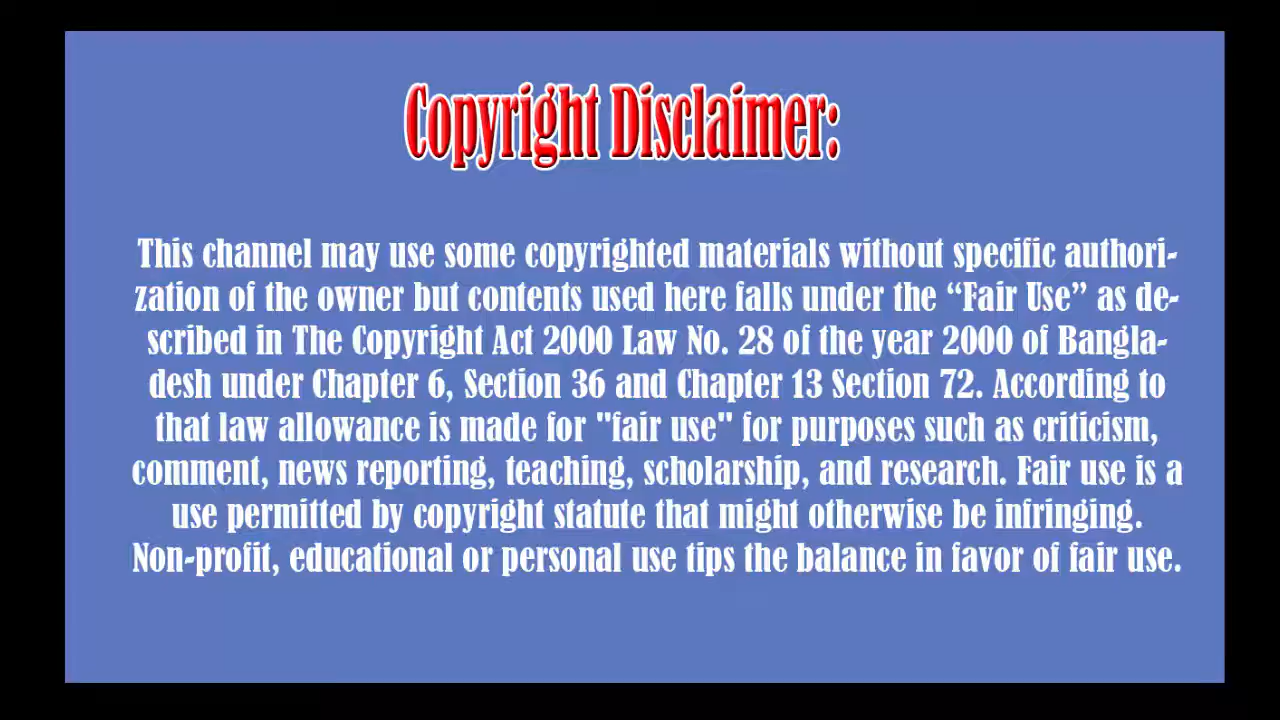 Copyright Disclaimer:
This channel may use some copyrighted materials without specific authori-
zation of the owner but contents used here falls under the “Fair Use” as de-
scribed in The Copyright Act 2000 Law No. 28 of the year 2000 of Bangla-
desh under Chapter 6, Section 36 and Chapter 13 Section 72. According to
that law allowance is made for "fair use" for purposes such as criticism,
comment, news reporting, teaching, scholarship, and research. Fair use is a
use permitted by copyright statute that might otherwise be infringing.
Non-profit, educational or personal use tips the balance in favor of fair use.